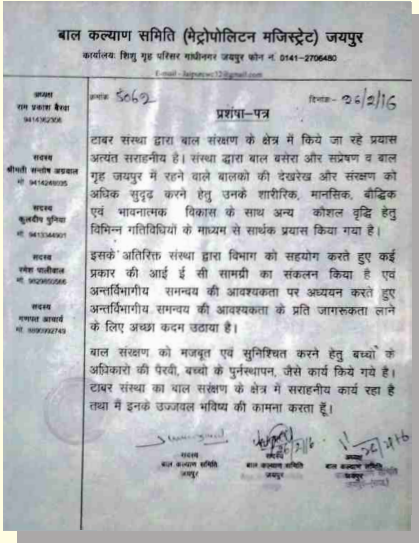 बाल कल्याण समिति (मेट्रोपोलिटन मजिस्ट्रेट) जयपुर
कार्यालयः शिशु गृह परिसर गांधीनगर जयपुर फोन नं 0141-2706480
अध्यक्ष
राम प्रकाश बैरवा
9414362356
सदस्य
श्रीमती सन्तोष अग्रवाल
सदस्य
कुलदीप पुनिया
सदस्य
रमेश पालीवाल
सदस्य
गणपत आचार्य
क्रमांक 5062
दिनांक- 26/2/16
प्रशंषा-पत्र
टाबर संस्था द्वारा बाल संरक्षण के क्षेत्र में किये जा रहे प्रयास
अत्यंत सराहनीय है। संस्था द्वारा बाल बसेरा और सप्रेषण व बाल
गृह जयपुर में रहने वाले बालको की देखरेख और संरक्षण को
अधिक सुदृढ़ करने हेतु उनके शारीरिक, मानसिक, बौद्धिक
एवं भावनात्मक विकास के साथ अन्य कोशल वृद्धि हेतु
विभिन्न गतिविधियों के माध्यम से सार्थक प्रयास किया गया है।
इसके अतिरिक्त संस्था द्वारा विभाग को सहयोग करते हुए कई
प्रकार की आई ई सी सामग्री का संकलन किया है एवं
अन्तर्विभागीय समन्वय की आवश्यकता पर अध्ययन करते हुए
अन्तर्विभागीय समन्वय की आवश्यकता के प्रति जागरूकता लाने
के लिए अच्छा कदम उठाया है।
बाल संरक्षण को मजबूत एवं सुनिश्चित करने हेतु बच्चों के
अधिकारो की पैरवी, बच्चो के पुर्नस्थापन, जैसे कार्य किये गये है।
टाबर संस्था का बाल संरक्षण के क्षेत्र में सराहनीय कार्य रहा है
तथा में इनके उज्जवल भविष्य की कामना करता हूँ।
सदस्य
बाल कल्याण समिति
जयपुर
26/2/16
सदस्य
बाल कल्याण समिति
जयपुर
अध्यक्ष
बाल कल्याण समिति
जयपुर